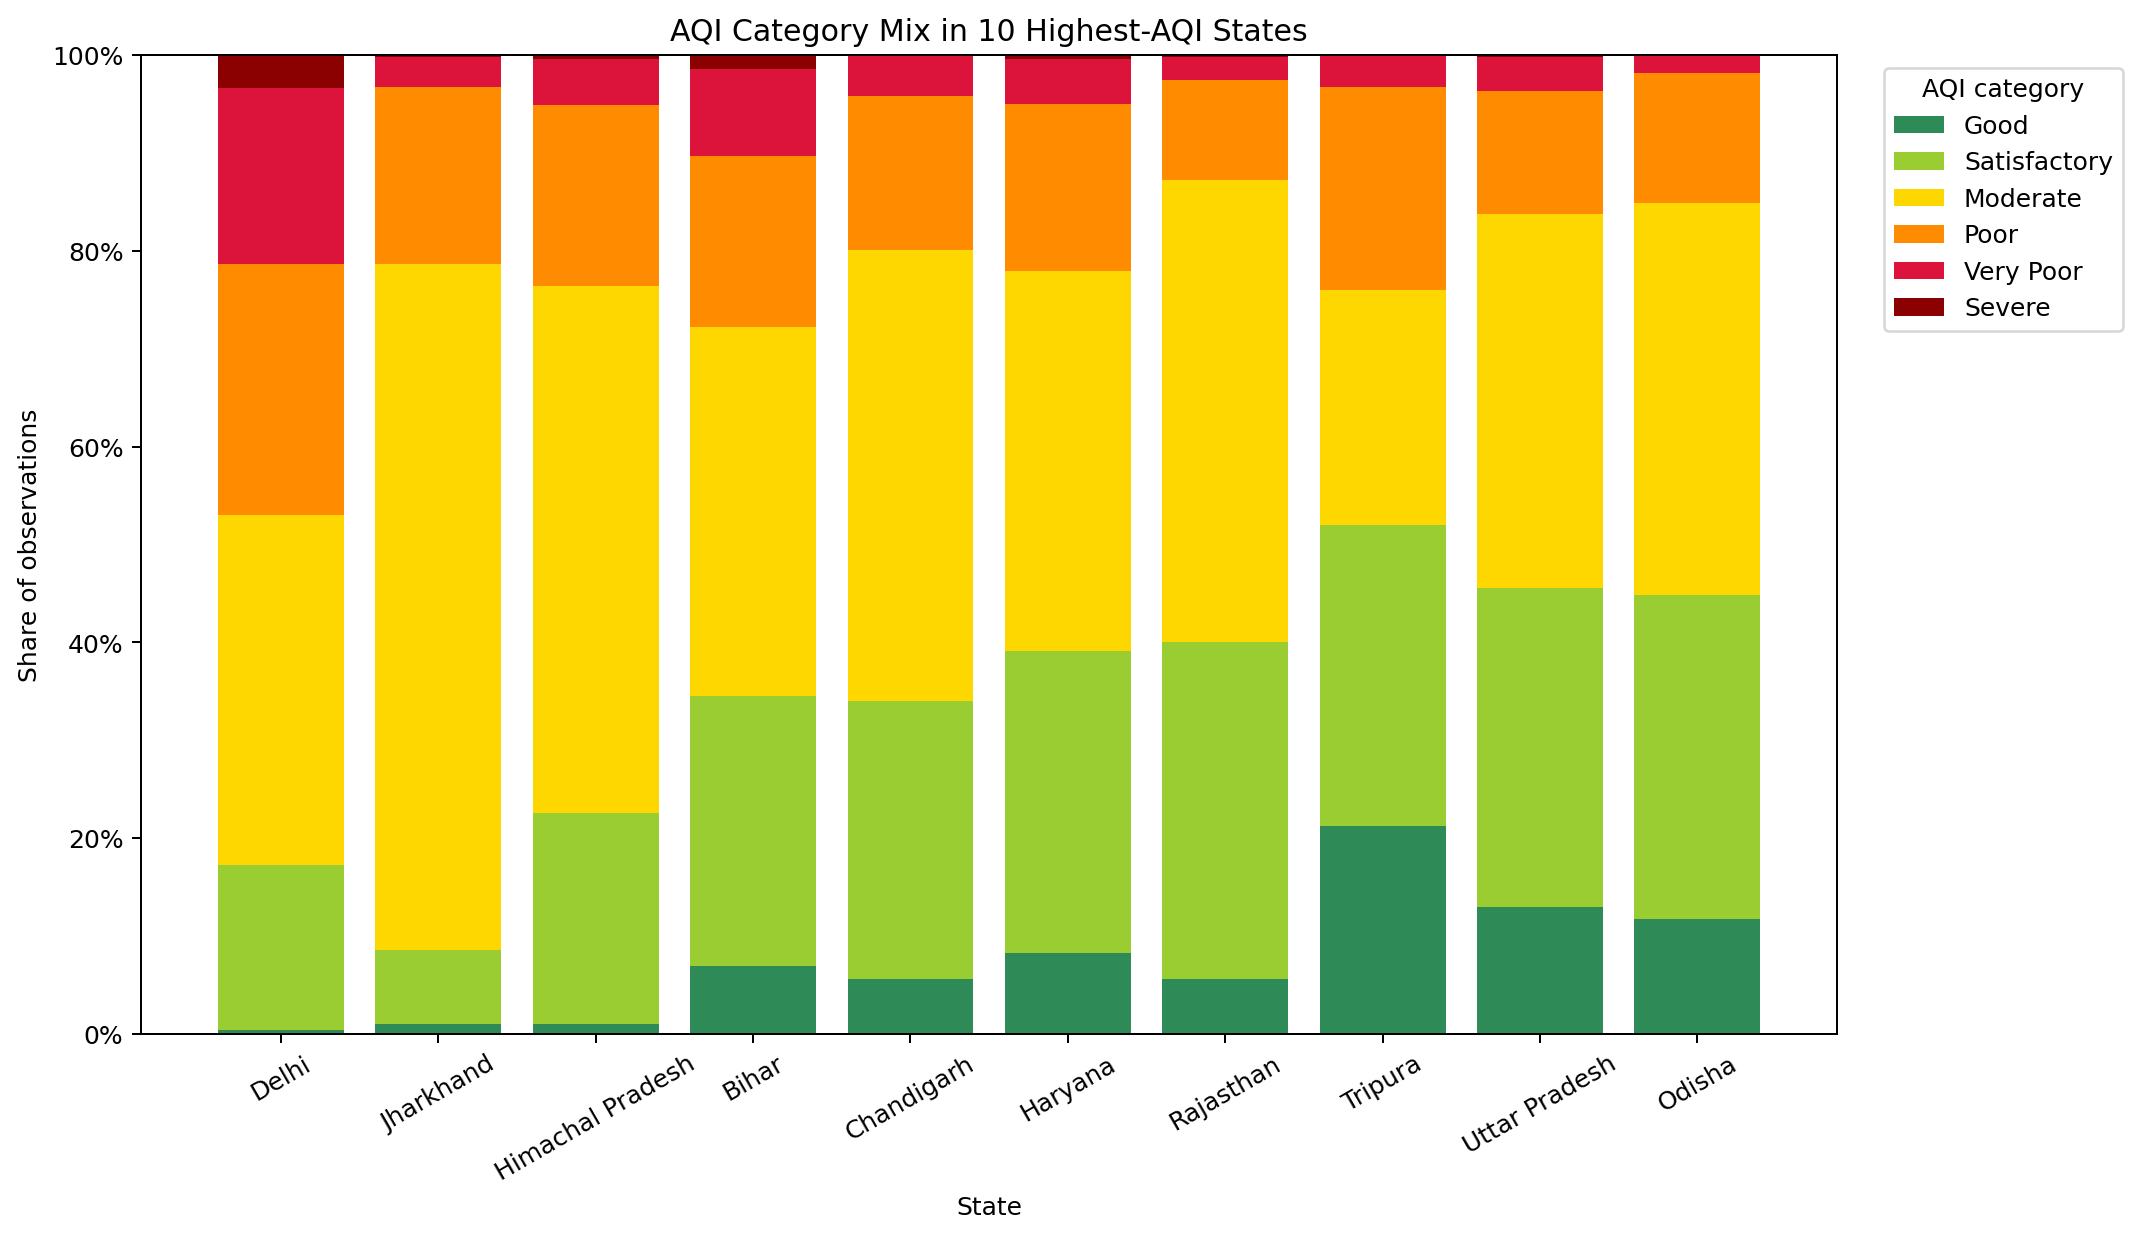 AQI Category Mix in 10 Highest-AQI States
100%
80%
60%
40%
20%
0%
Share of observations
Delhi
Jharkhand
Himachal Pradesh
Bihar
Chandigarh
Haryana
Rajasthan
Tripura
Uttar Pradesh
Odisha
State
AQI category
Good
Satisfactory
Moderate
Poor
Very Poor
Severe